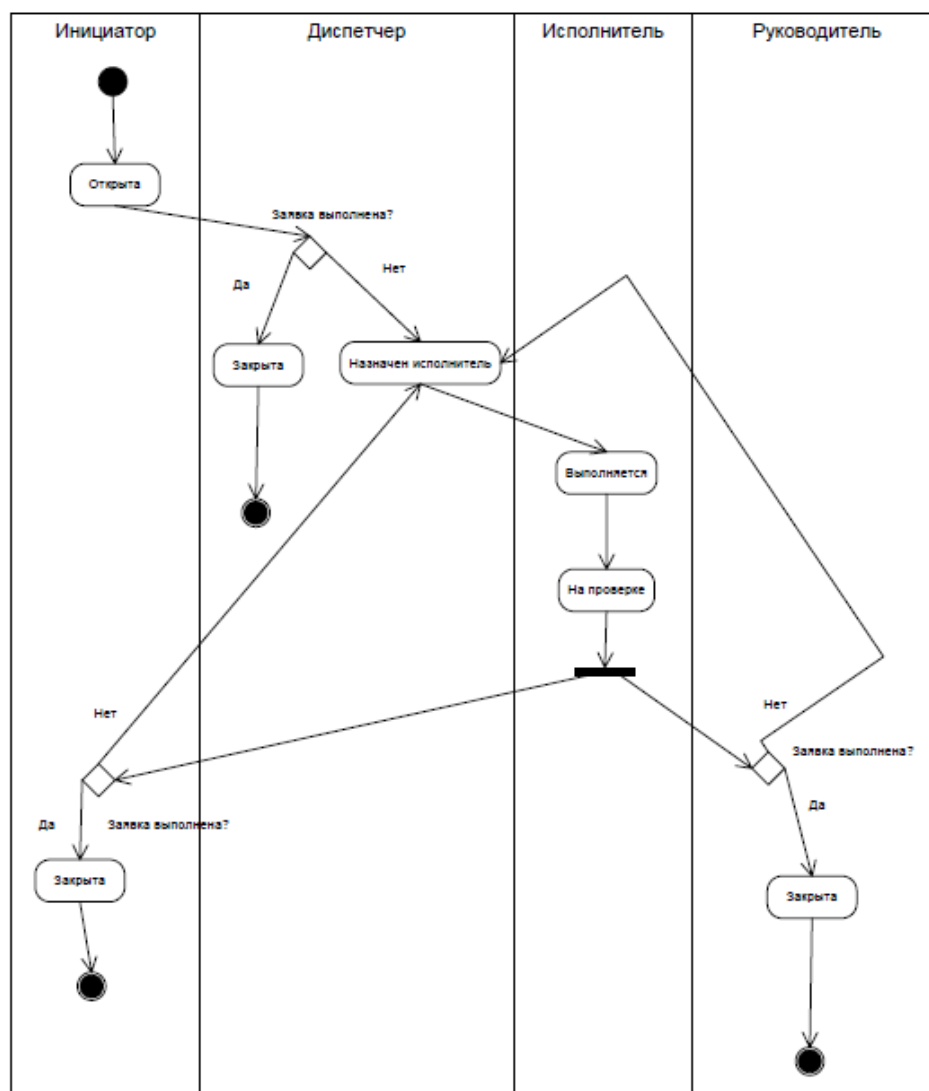 Инициатор
Диспетчер
Исполнитель
Руководитель
Открыта
Заявка выполнена?
Да
Нет
Закрыта
Назначен исполнитель
Выполняется
На проверке
Нет
Нет
Заявка выполнена?
Да
Да
Заявка выполнена?
Закрыта
Закрыта